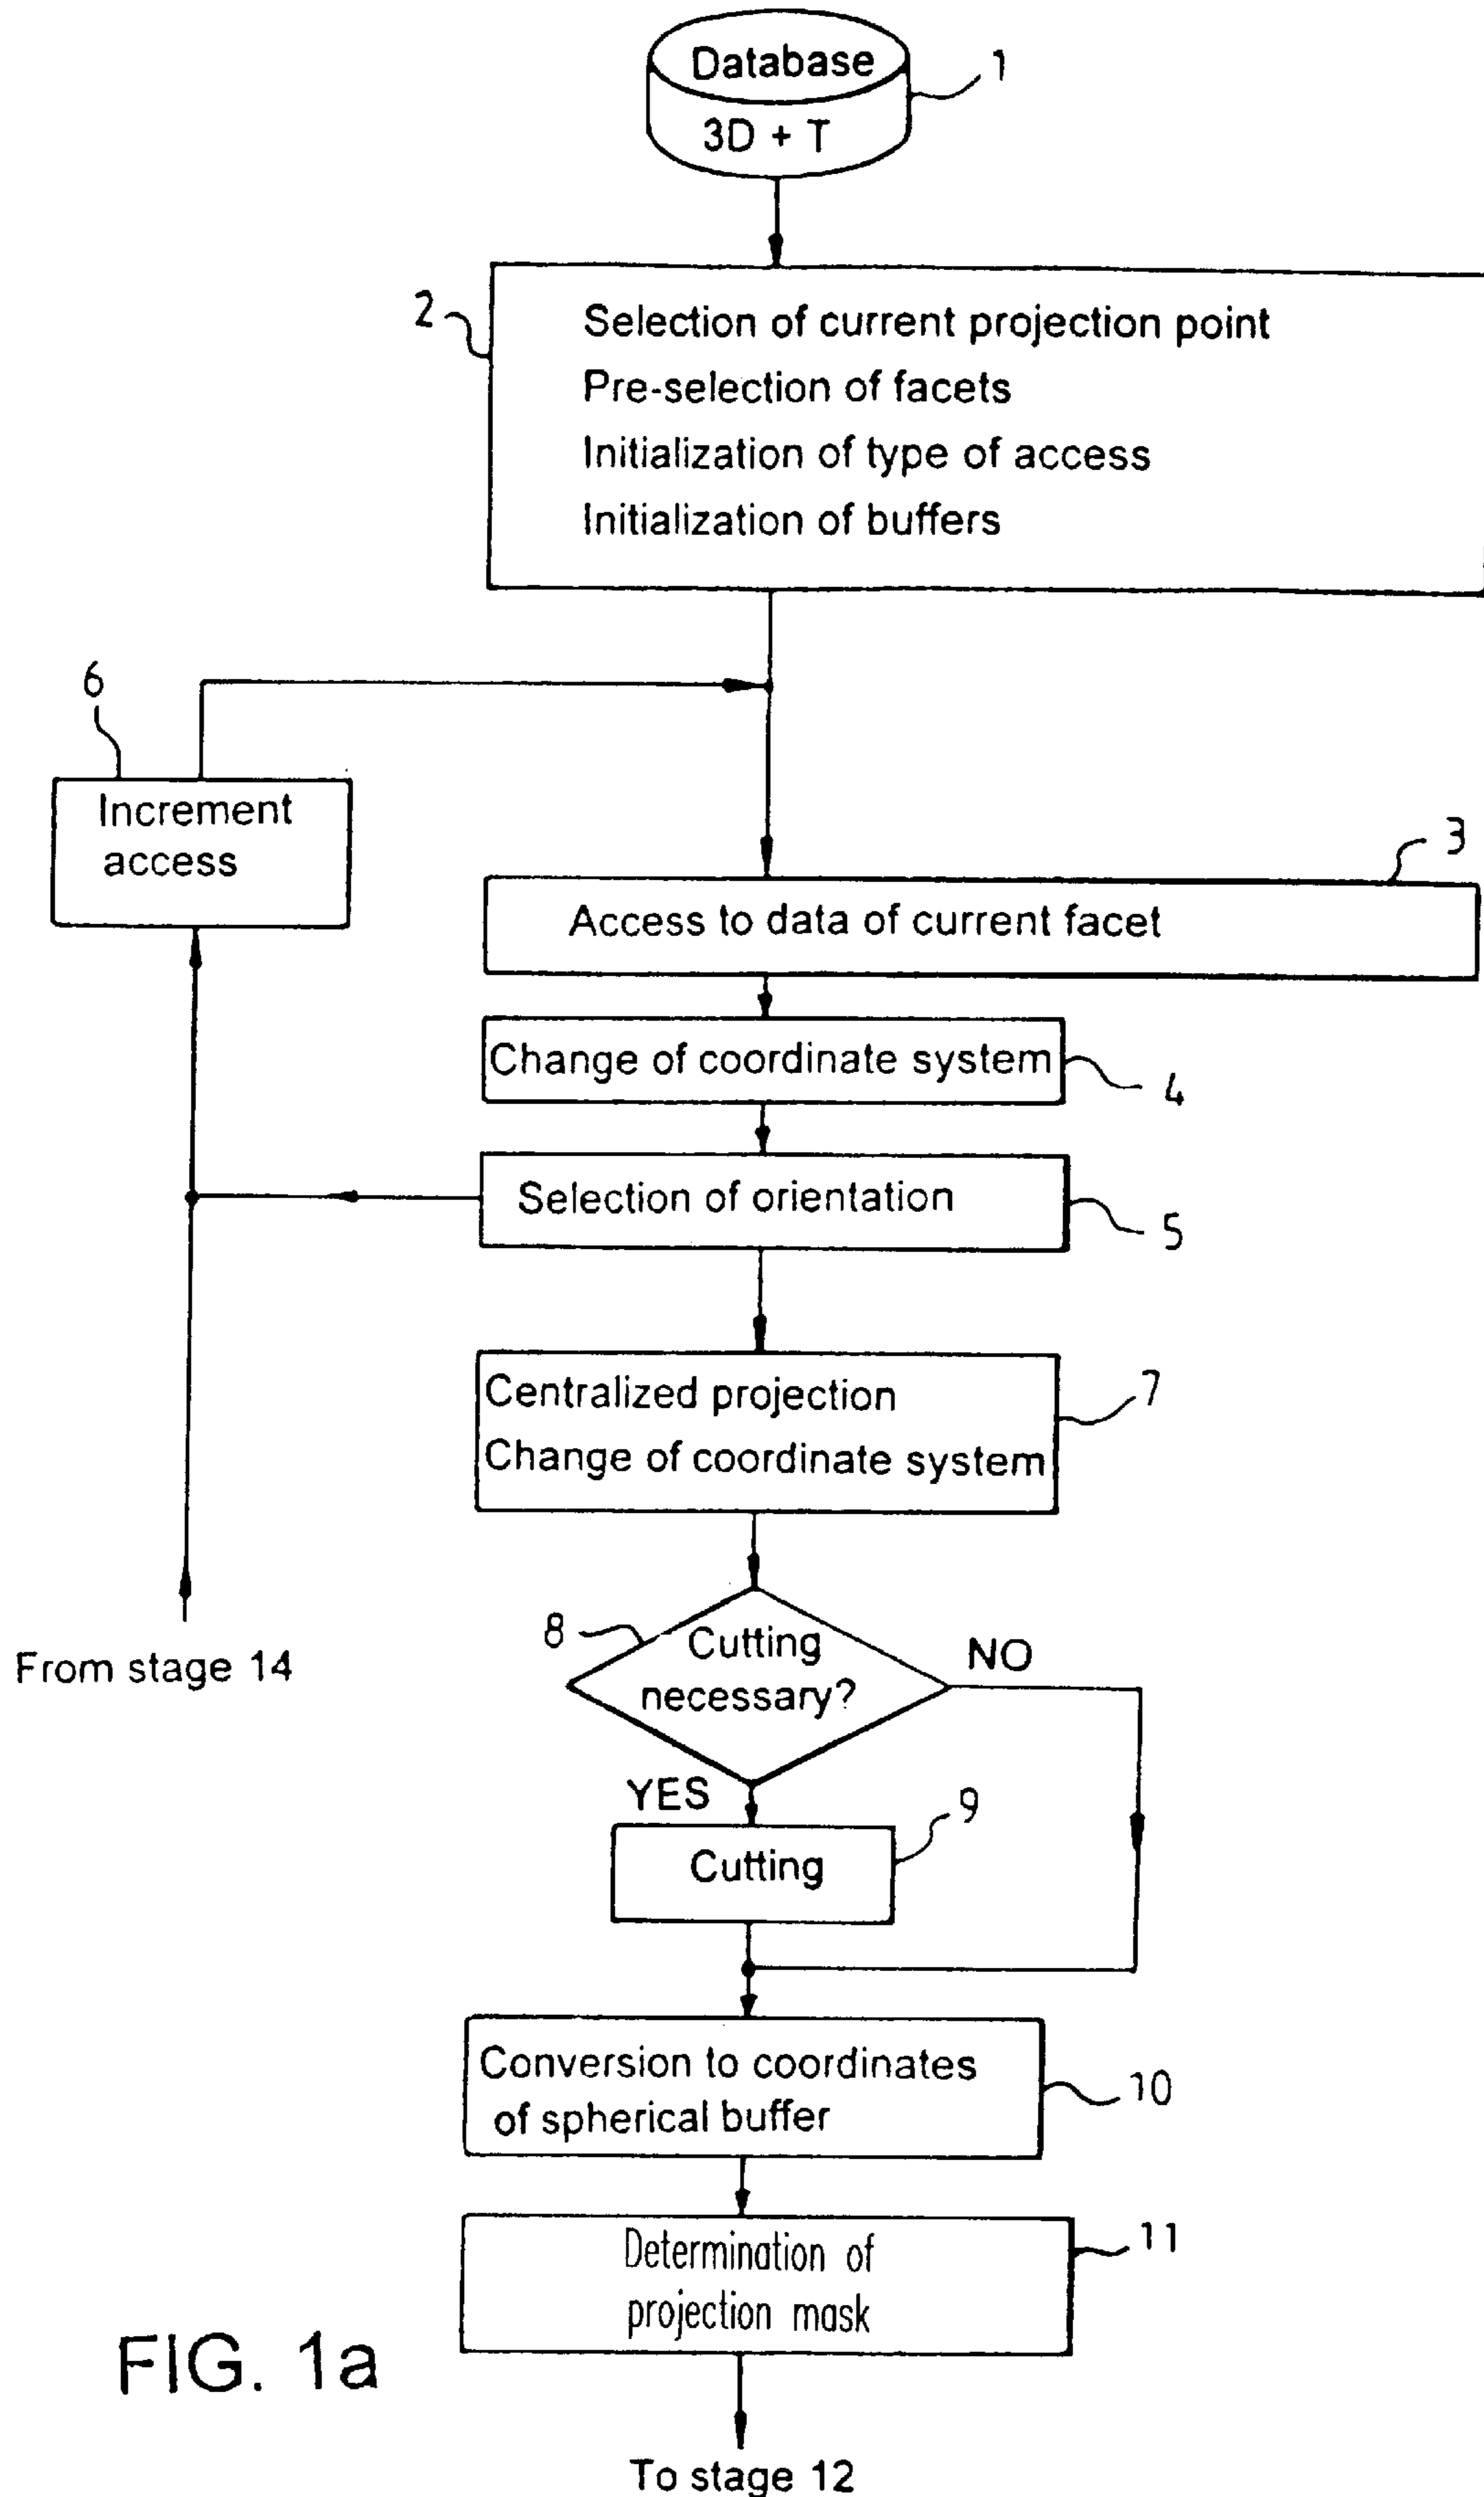 Database
1
3D + T
2
Selection of current projection point
Pre-selection of facets
Initialization of type of access
Initialization of buffers
6
Increment
access
3
Access to data of current facet
Change of coordinate system
4
Selection of orientation
5
Centralized projection
Change of coordinate system
7
8
Cutting
necessary?
NO
From stage 14
YES
9
Cutting
Conversion to coordinates
of spherical buffer
10
Determination of
projection mask
11
FIG. 1a
To stage 12